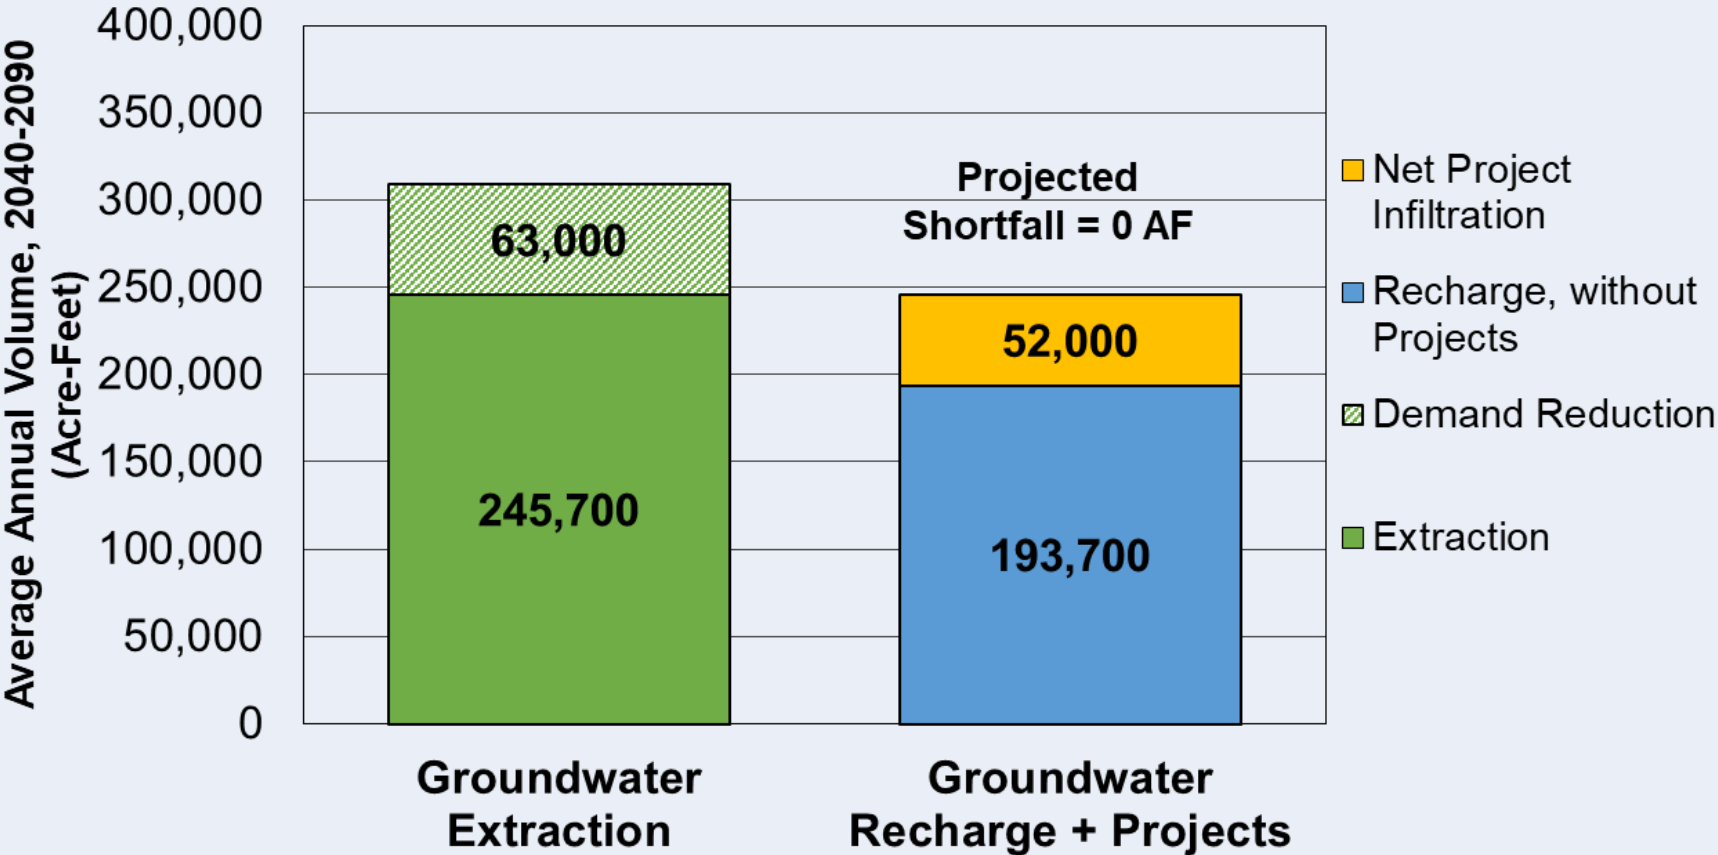 Average Annual Volume, 2040-2090
(Acre-Feet)
400,000
350,000
300,000
250,000
200,000
150,000
100,000
50,000
0
63,000
245,700
Projected
Shortfall = 0 AF
52,000
193,700
Groundwater
Extraction
Groundwater
Recharge + Projects
Net Project
Infiltration
Recharge, without
Projects
Demand Reduction
Extraction